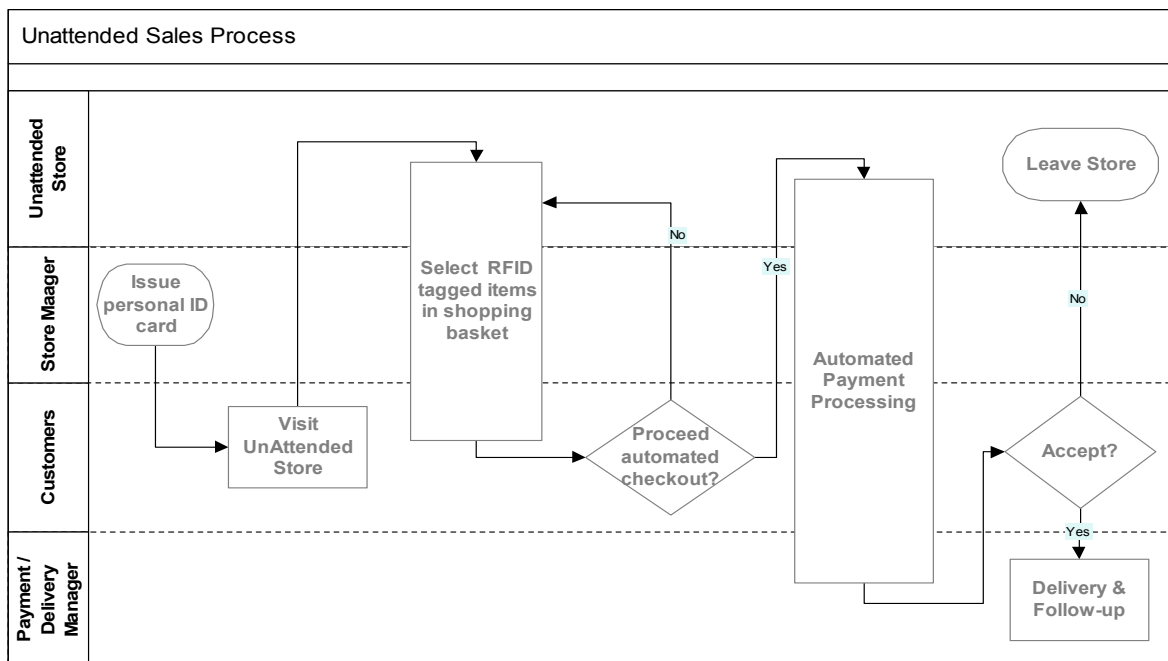 Unattended Sales Process
Unattended
Store
Store Maager
Customers
Payment /
Delivery
Manager
Issue
personal ID
card
Visit
UnAttended
Store
Select RFID
tagged items
in shopping
basket
No
Proceed
automated
checkout?
Yes
Automated
Payment
Processing
Leave Store
No
Accept?
Yes
Delivery &
Follow-up